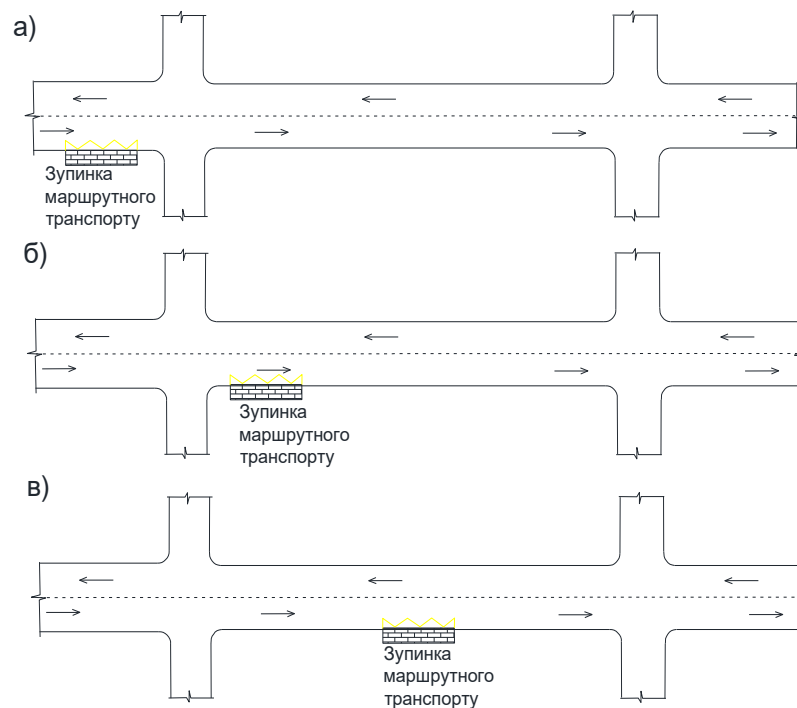 а)
Зупинка
маршрутного
транспорту
б)
Зупинка
маршрутного
транспорту
в)
Зупинка
маршрутного
транспорту